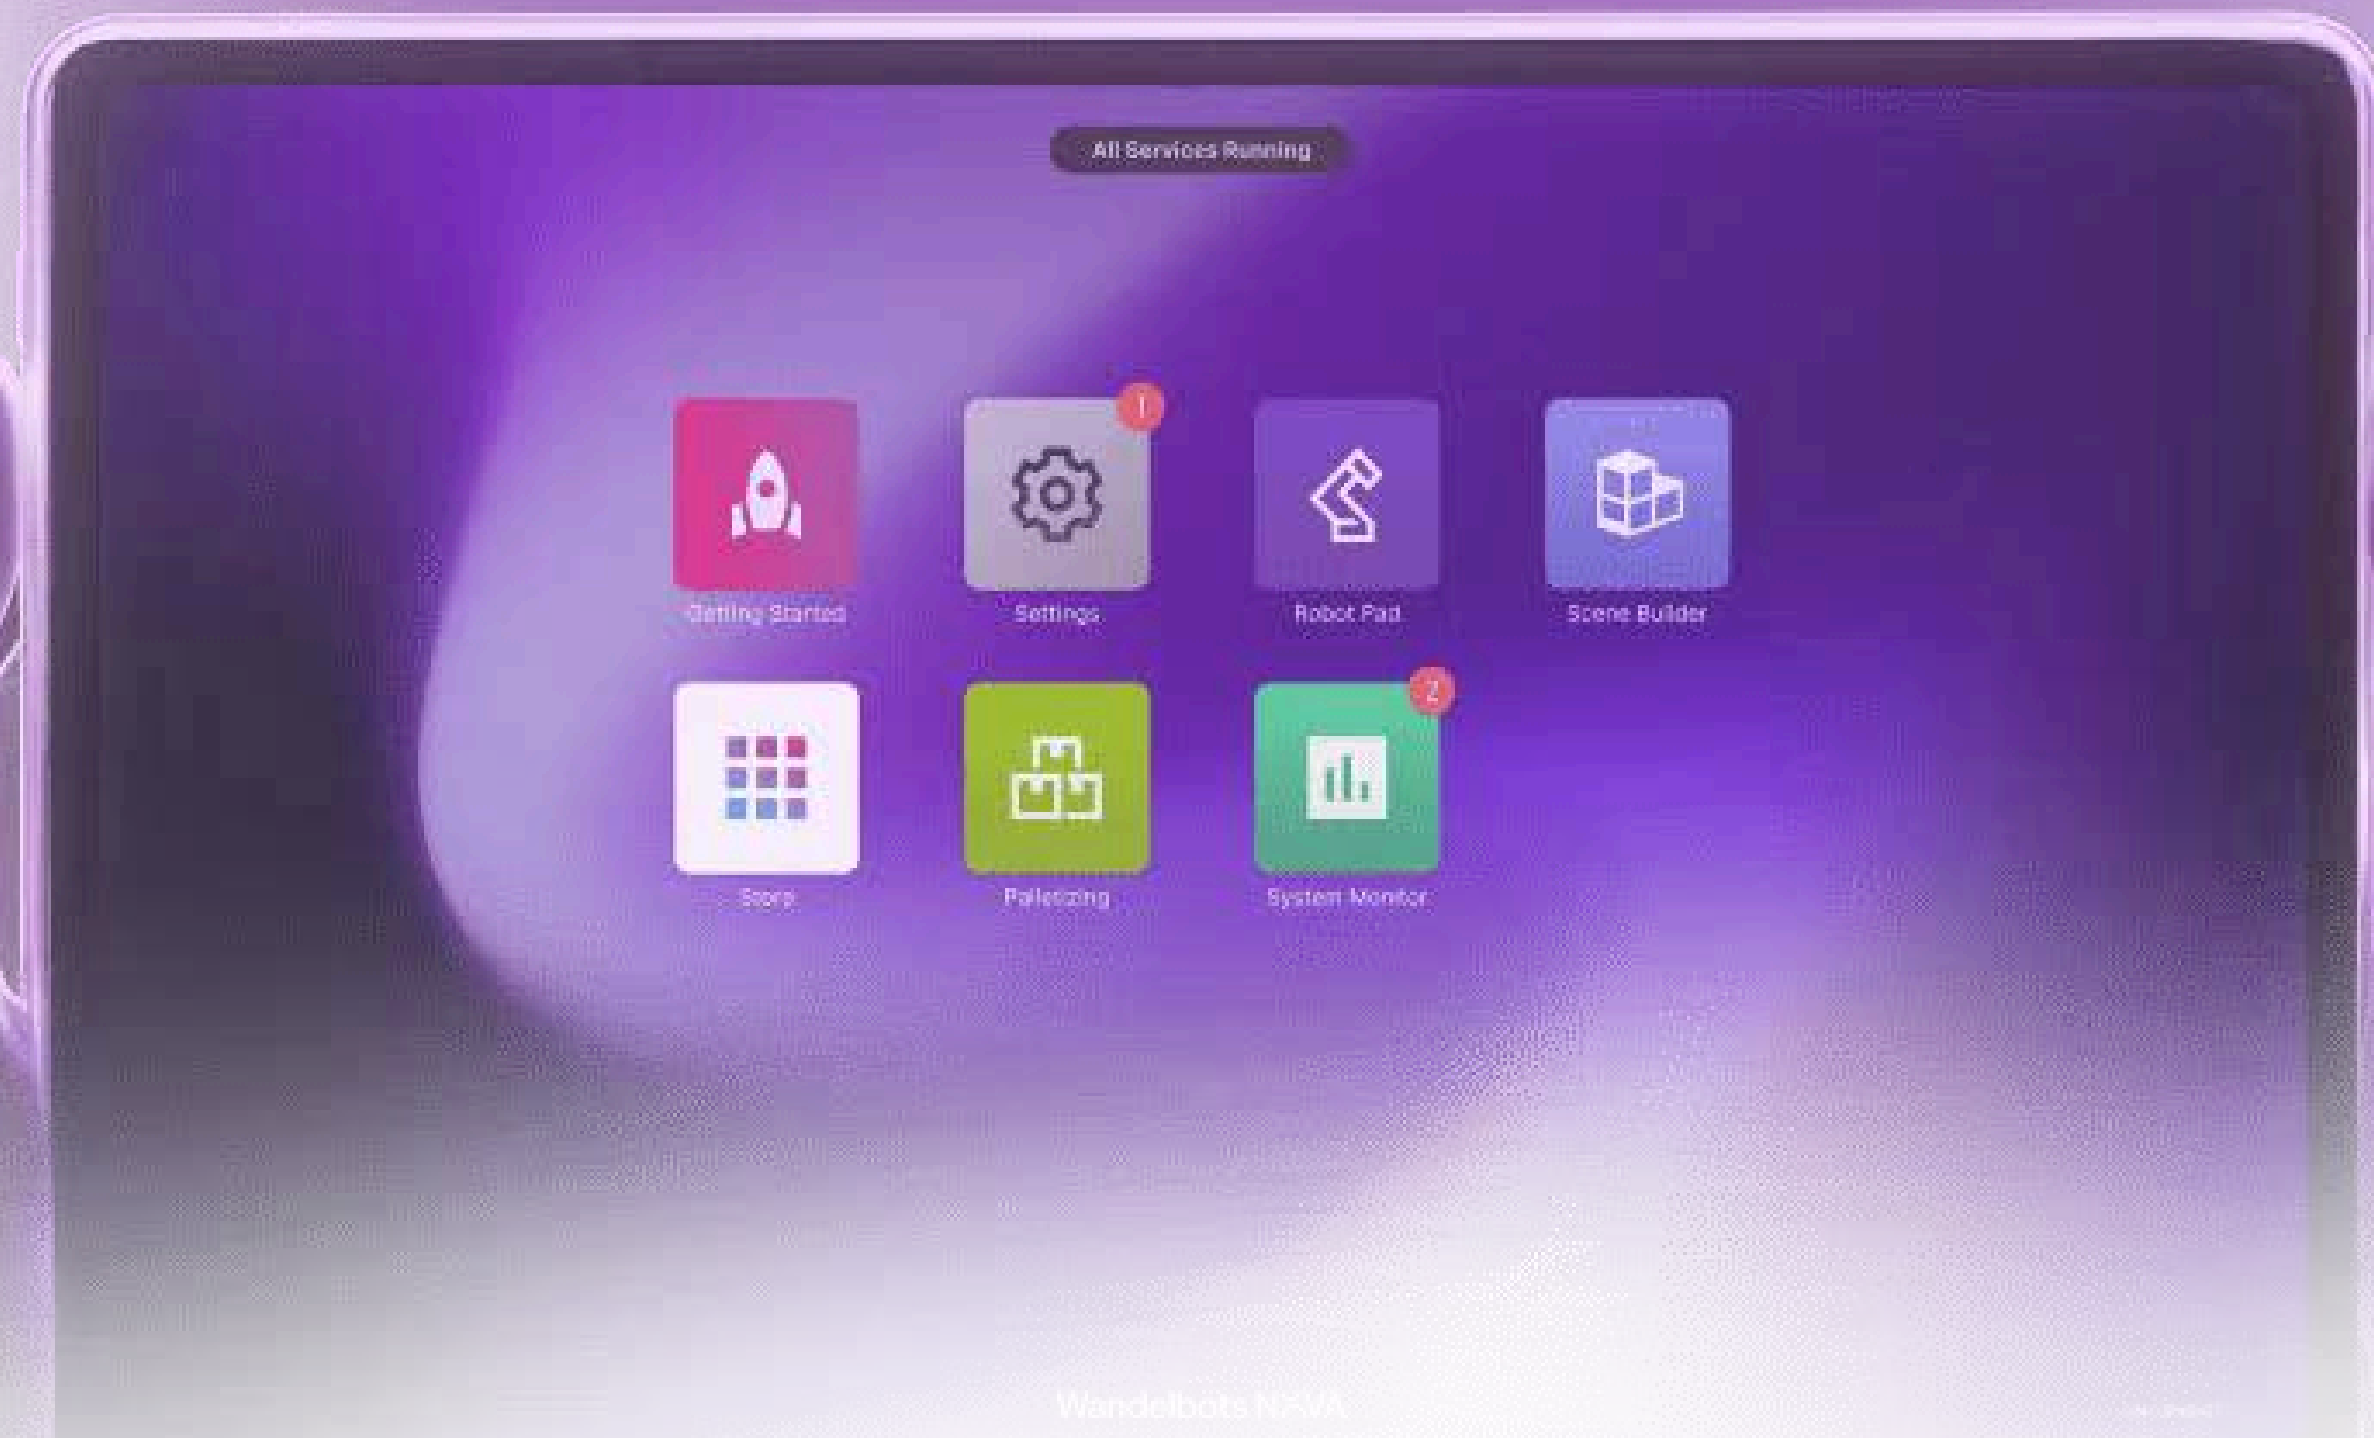 All Services Running
1
Getting Started
Settings
Robot Pad
Scene Builder
2
Store
Palletizing
System Monitor
Wandelbots NOVA